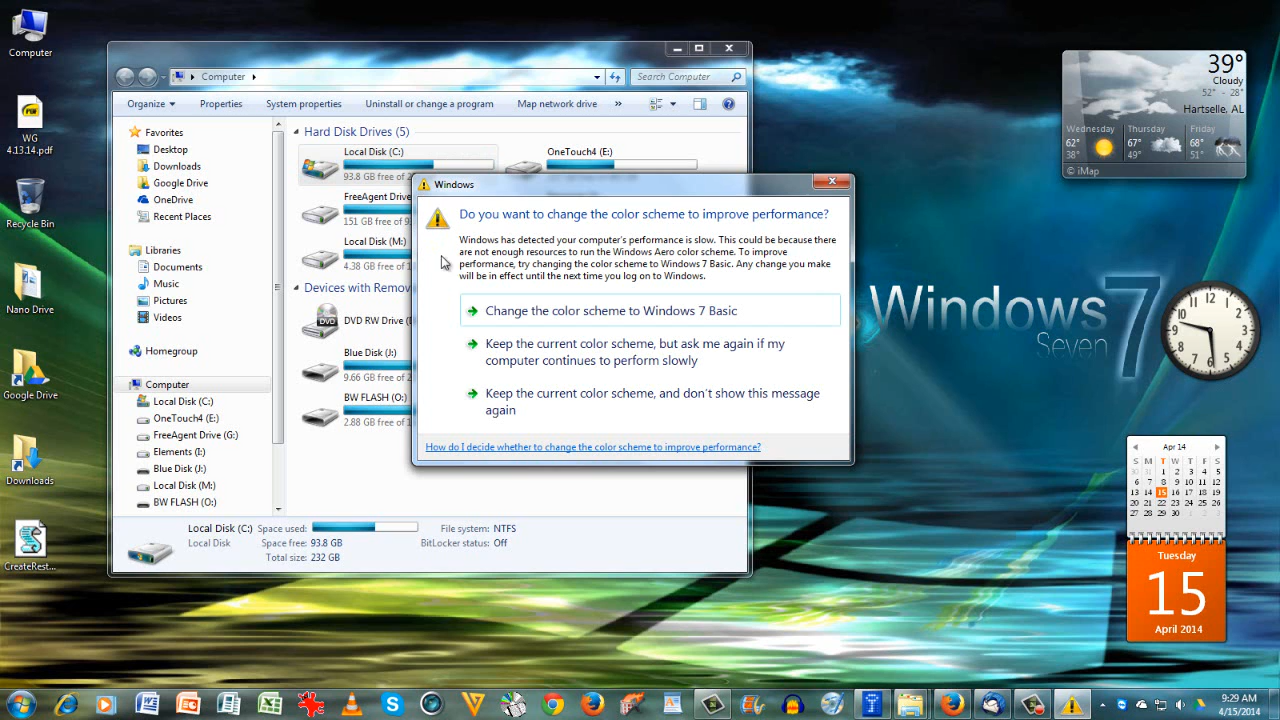 Computer
WG
4.13.14.pdf
Recycle Bin
Nano Drive
Google Drive
Downloads
CreateRest...
Computer
Search Computer
Organize
Properties
System properties
Uninstall or change a program
Map network drive
»
Favorites
Desktop
Downloads
Google Drive
OneDrive
Recent Places
Libraries
Documents
Music
Pictures
Videos
Homegroup
Computer
Local Disk (C:)
OneTouch4 (E:)
FreeAgent Drive (G:)
Elements (I:)
Blue Disk (J:)
Local Disk (M:)
BW FLASH (O:)
Hard Disk Drives (5)
Local Disk (C:)
93.8 GB free of 2
OneTouch4 (E:)
FreeAgent Drive
151 GB free of 9
Local Disk (M:)
4.38 GB free of
Devices with Remov
DVD
DVD RW Drive (
Blue Disk (J:)
9.66 GB free of 2
BW FLASH (O:)
2.88 GB free of 1
Local Disk (C:) Space used: File system: NTFS
Local Disk Space free: 93.8 GB BitLocker status: Off
Total size: 232 GB
Windows
Do you want to change the color scheme to improve performance?
Windows has detected your computer's performance is slow. This could be because there
are not enough resources to run the Windows Aero color scheme. To improve
performance, try changing the color scheme to Windows 7 Basic. Any change you make
will be in effect until the next time you log on to Windows.
Change the color scheme to Windows 7 Basic
Keep the current color scheme, but ask me again if my
computer continues to perform slowly
Keep the current color scheme, and don't show this message
again
How do I decide whether to change the color scheme to improve performance?
39°
Cloudy
52° - 28°
Hartselle, AL
Wednesday Thursday Friday
62° 67° 68°
38° 49° 51°
© iMap
Windows 7
Seven
12
11 1
10 2
9 3
8 4
7 5
6
Apr 14
S M T W T F S
30 31 1 2 3 4 5
6 7 8 9 10 11 12
13 14 15 16 17 18 19
20 21 22 23 24 25 26
27 28 29 30 1 2 3
Tuesday
15
April 2014
9:29 AM
4/15/2014